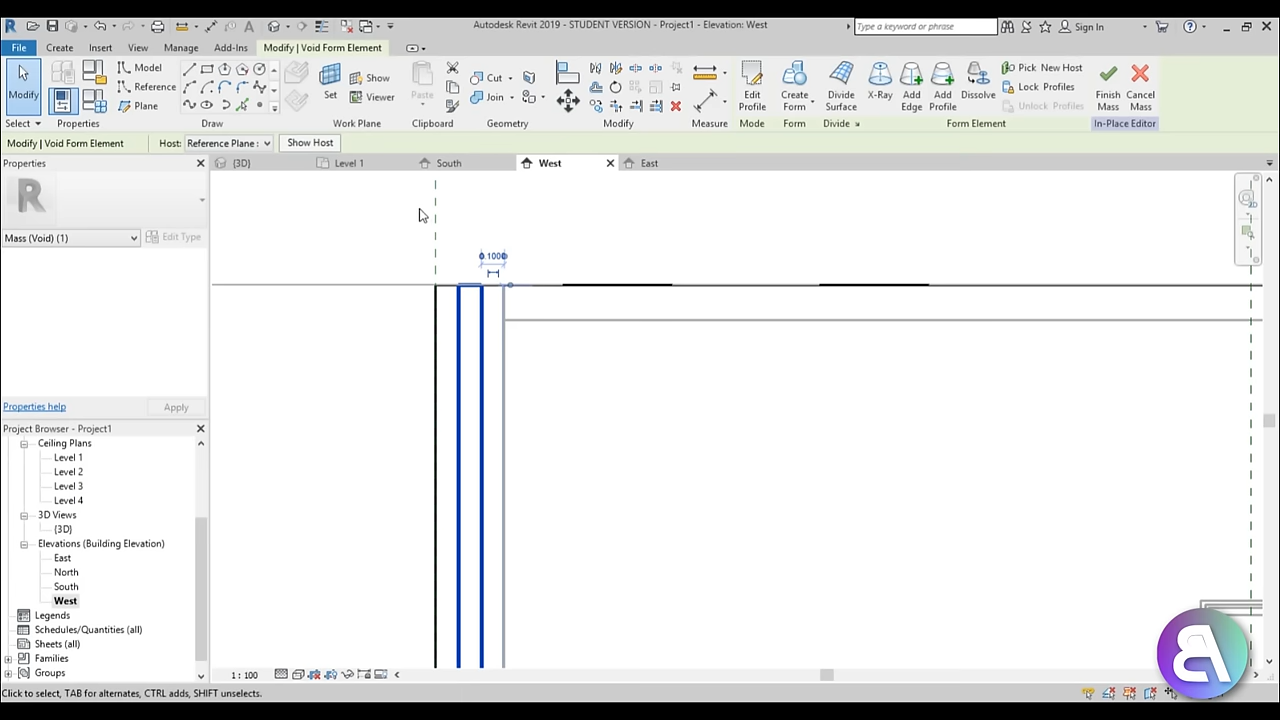 Autodesk Revit 2019 - STUDENT VERSION - Project1 - Elevation: West
Type a keyword or phrase
Sign In
File Create Insert View Manage Add-Ins Modify | Void Form Element
Modify
Model
Reference
Plane
Set
Show
Viewer
Paste
Cut
Join
Edit Profile
Create Form
Divide Surface
X-Ray
Add Edge
Add Profile
Dissolve
Pick New Host
Lock Profiles
Unlock Profiles
Finish Mass
Cancel Mass
Select Properties Draw Work Plane Clipboard Geometry Modify Measure Mode Form Divide Form Element In-Place Editor
Modify | Void Form Element Host: Reference Plane : Show Host
Properties
{3D} Level 1 South West East
Mass (Void) (1) Edit Type
Properties help Apply
Project Browser - Project1
Ceiling Plans
Level 1
Level 2
Level 3
Level 4
3D Views
{3D}
Elevations (Building Elevation)
East
North
South
West
Legends
Schedules/Quantities (all)
Sheets (all)
Families
Groups
1 : 100
Click to select, TAB for alternates, CTRL adds, SHIFT unselects.